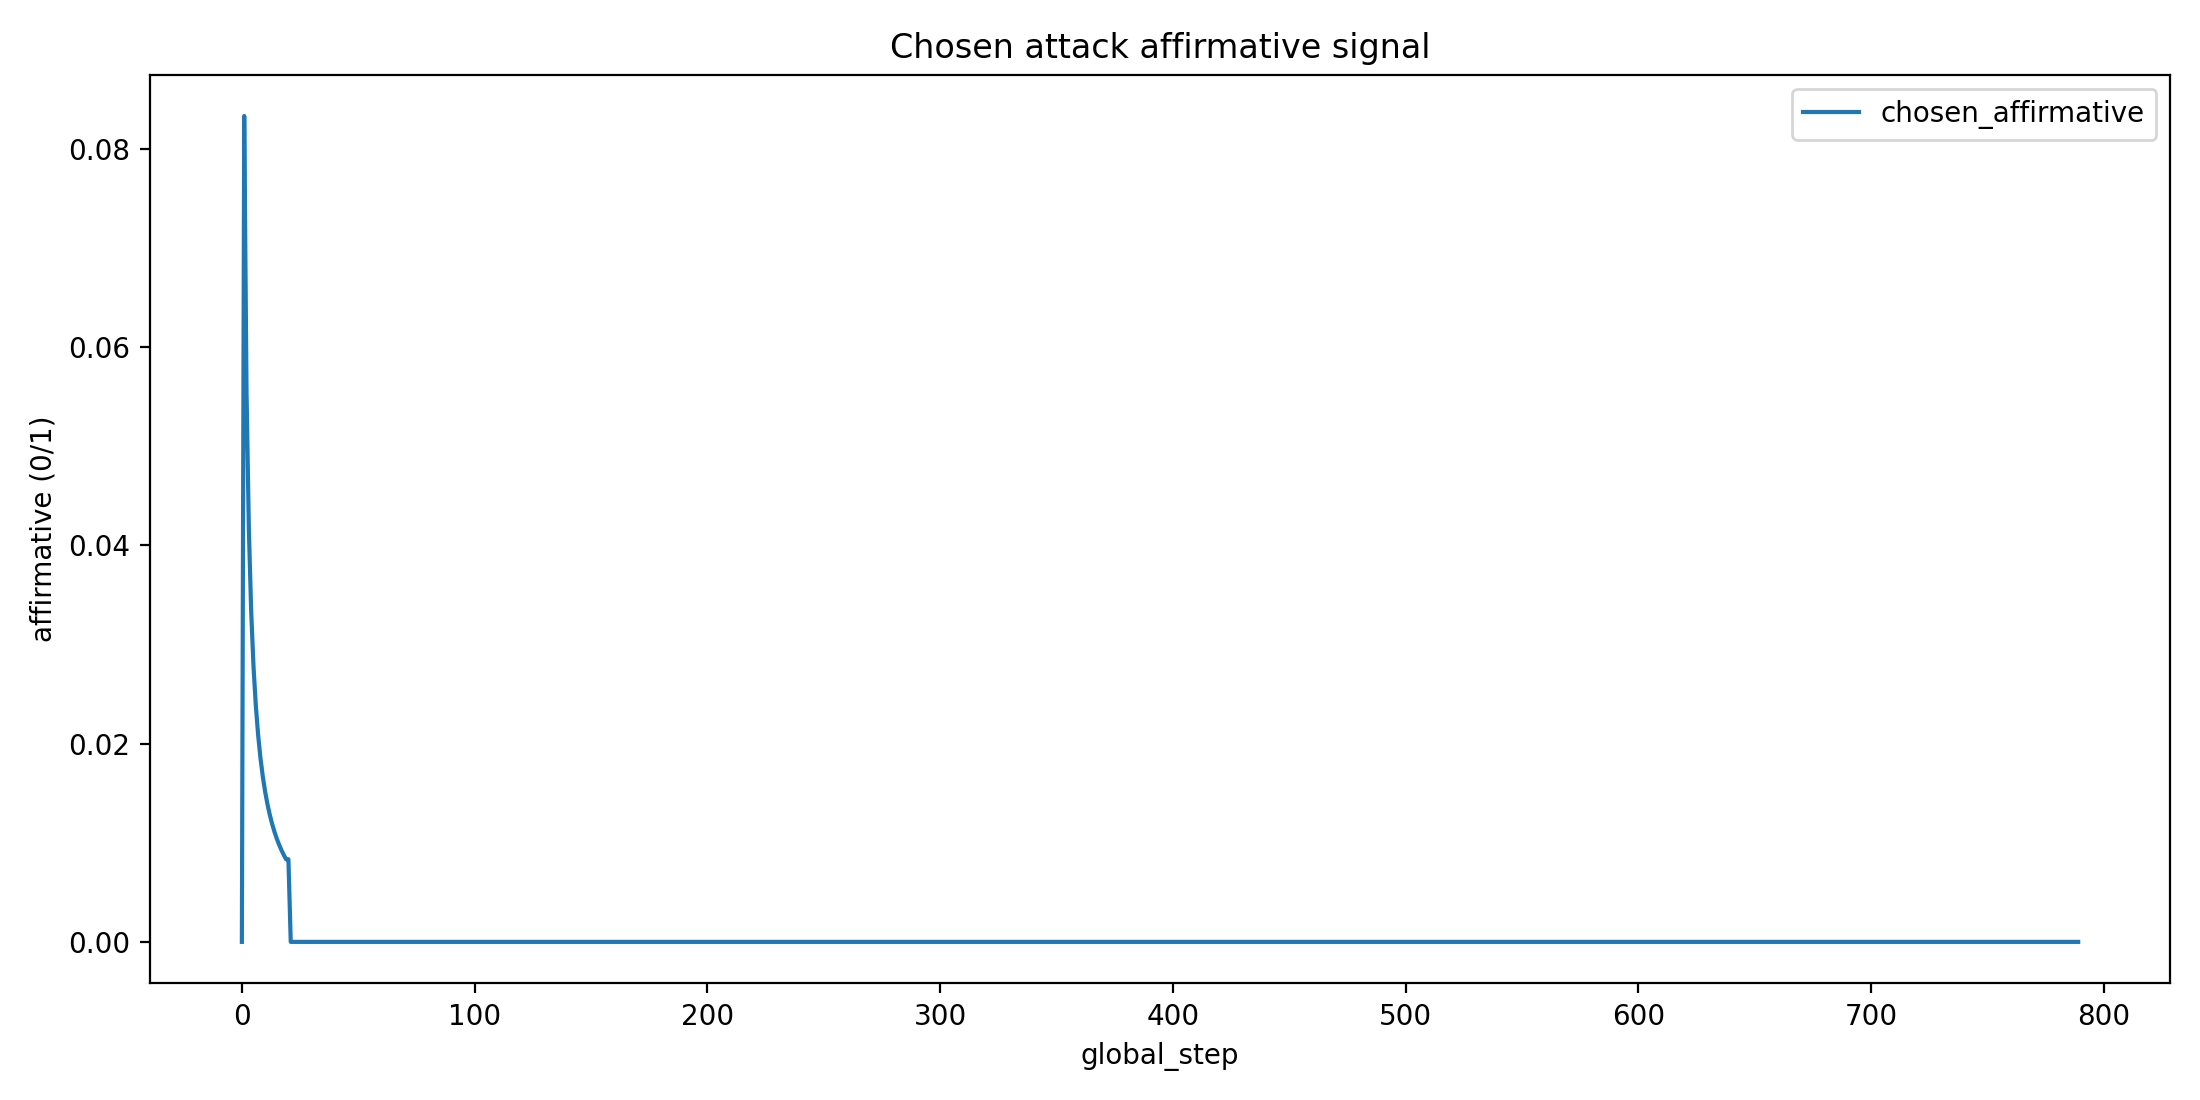 Chosen attack affirmative signal
chosen_affirmative
0.08
0.06
0.04
0.02
0.00
affirmative (0/1)
0 100 200 300 400 500 600 700 800
global_step